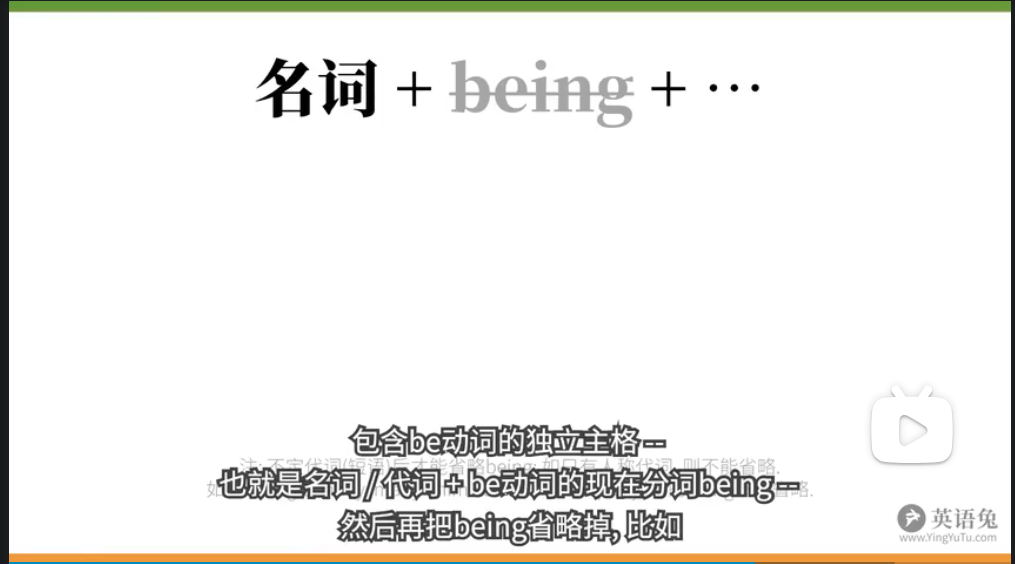 名词 + being + …
包含be动词的独立主格 --
注: 不定代词(短语)后才能省略being; 如只有人称代词, 则不能省略.
也就是名词 / 代词 + be动词的现在分词being --
然后再把being省略掉, 比如
英语兔
www.YingYuTu.com